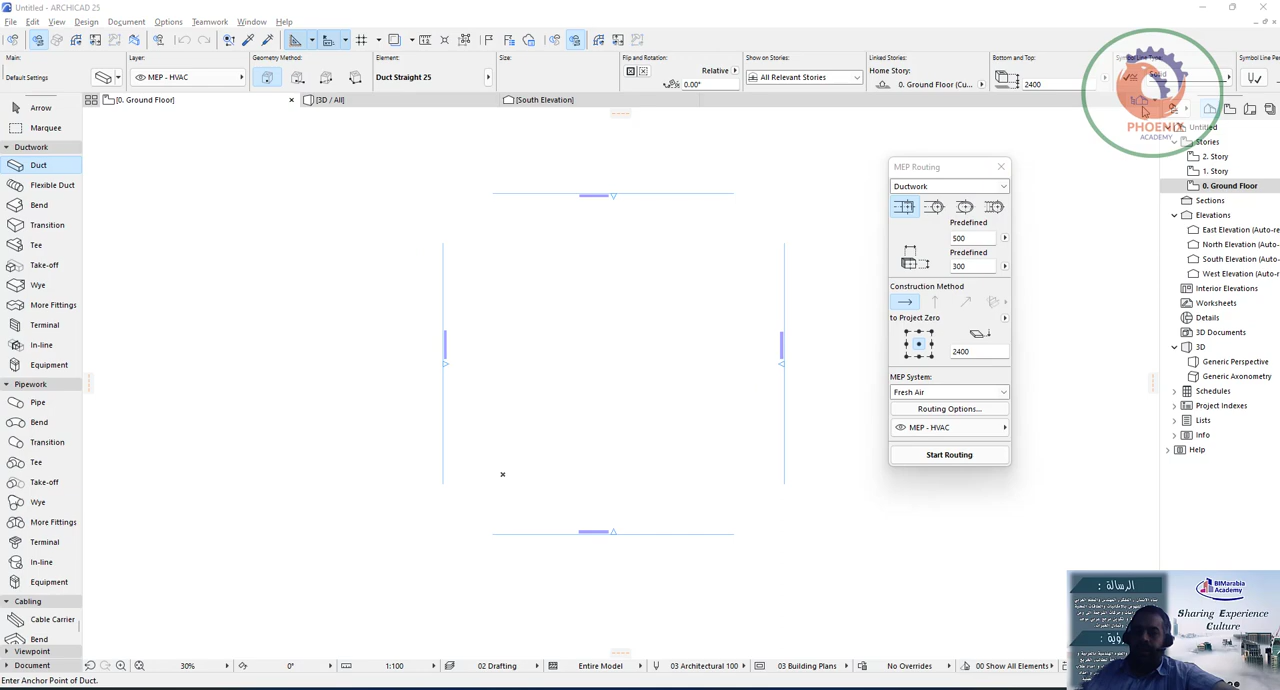 Untitled - ARCHICAD 25
File Edit View Design Document Options Teamwork Window Help
Main:
Layer:
Geometry Method:
Element:
Size:
Flip and Rotation:
Show on Stories:
Linked Stories:
Bottom and Top:
Default Settings
MEP - HVAC
Duct Straight 25
Relative
0.00°
All Relevant Stories
Home Story:
0. Ground Floor (Cu...
2400
[0. Ground Floor]
[3D / All]
[South Elevation]
Arrow
Marquee
Ductwork
Duct
Flexible Duct
Bend
Transition
Tee
Take-off
Wye
More Fittings
Terminal
In-line
Equipment
Pipework
Pipe
Bend
Transition
Tee
Take-off
Wye
More Fittings
Terminal
In-line
Equipment
Cabling
Cable Carrier
Bend
Viewpoint
Document
MEP Routing
Ductwork
Predefined
500
Predefined
300
Construction Method
to Project Zero
2400
MEP System:
Fresh Air
Routing Options...
MEP - HVAC
Start Routing
PHOENIX
ACADEMY
Untitled
Stories
2. Story
1. Story
0. Ground Floor
Sections
Elevations
East Elevation (Auto-re
North Elevation (Auto-r
South Elevation (Auto-r
West Elevation (Auto-r
Interior Elevations
Worksheets
Details
3D Documents
3D
Generic Perspective
Generic Axonometry
Schedules
Project Indexes
Lists
Info
Help
الرسالة :
BIMarabia
Academy
Sharing Experience
Culture
30%
0°
1:100
02 Drafting
Entire Model
03 Architectural 100
03 Building Plans
No Overrides
00 Show All Elements
Enter Anchor Point of Duct.